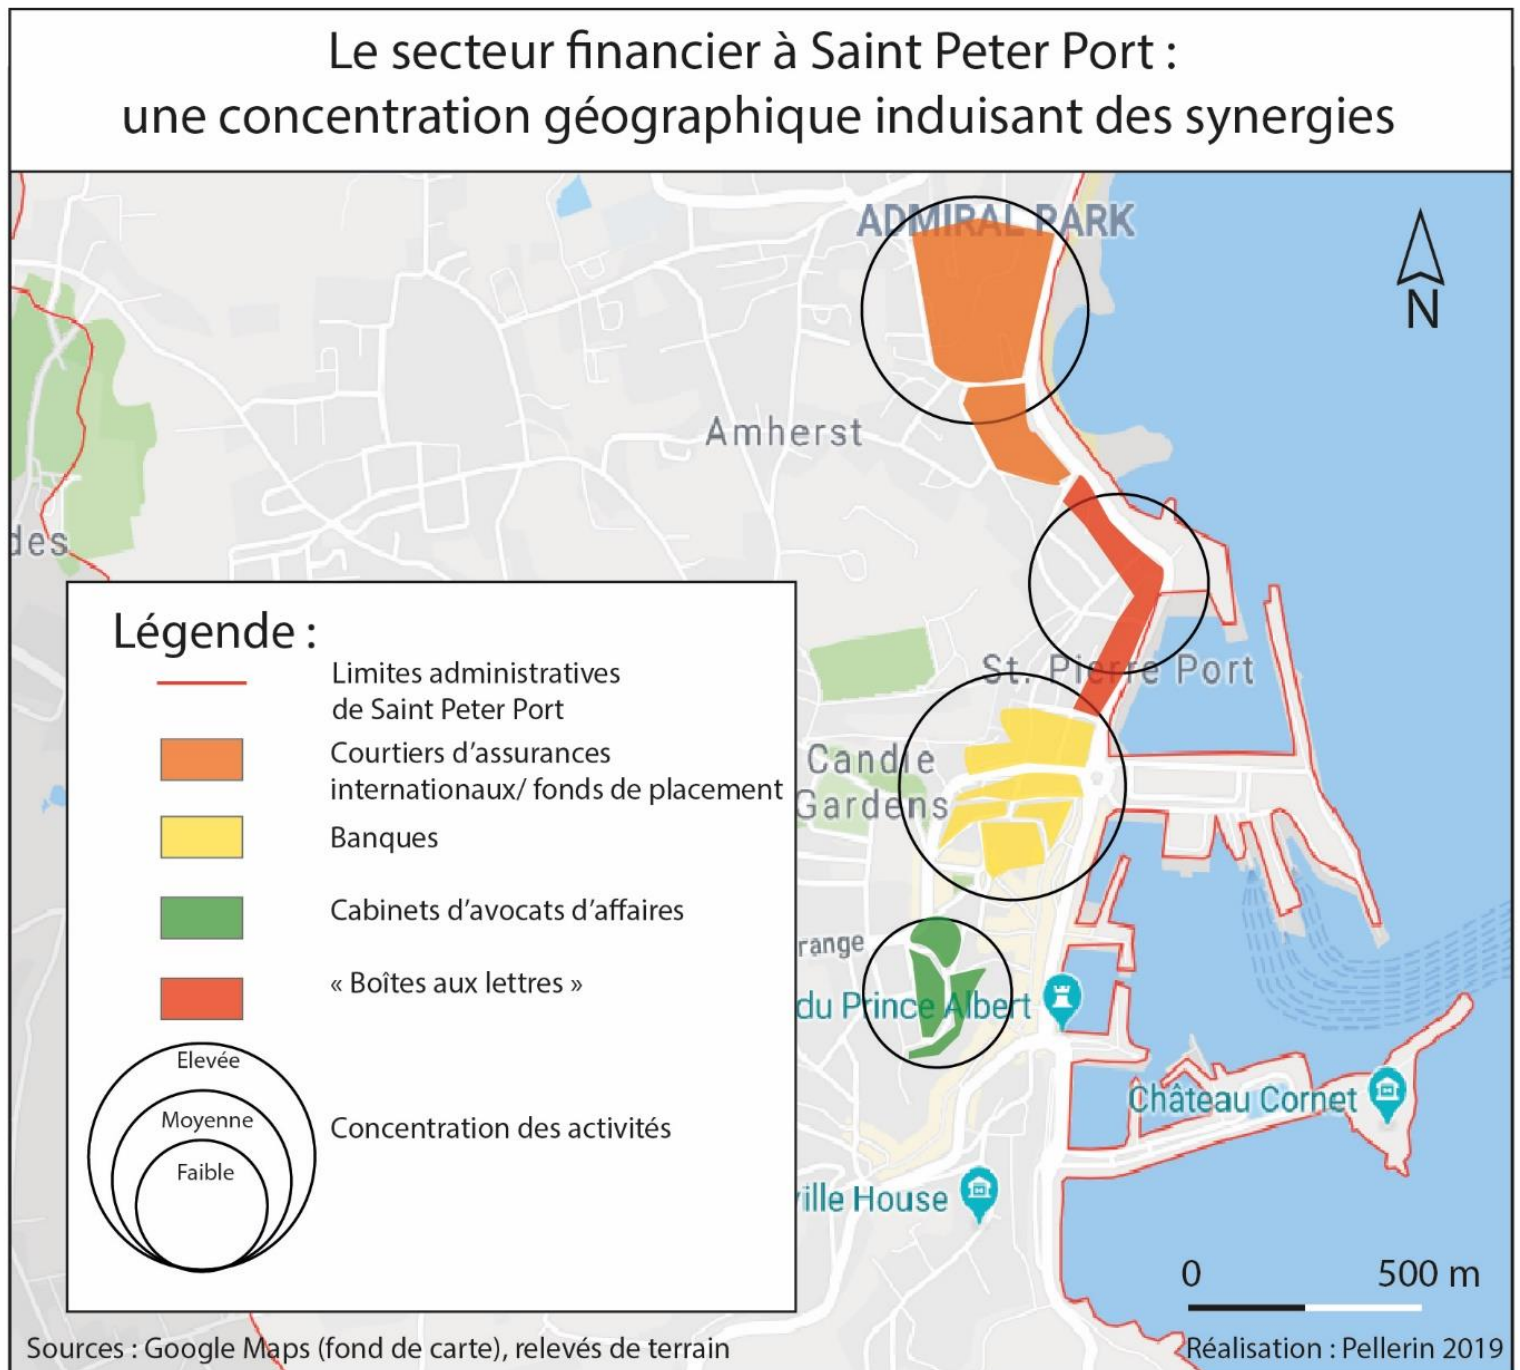 Le secteur financier à Saint Peter Port :
une concentration géographique induisant des synergies
ADMIRAL PARK
N
Amherst
des
St. Pierre Port
Candie
Gardens
range
du Prince Albert
Château Cornet
ville House
Légende :
Limites administratives
de Saint Peter Port
Courtiers d’assurances
internationaux/ fonds de placement
Banques
Cabinets d’avocats d’affaires
« Boîtes aux lettres »
Elevée
Moyenne
Faible
Concentration des activités
0 500 m
Sources : Google Maps (fond de carte), relevés de terrain
Réalisation : Pellerin 2019